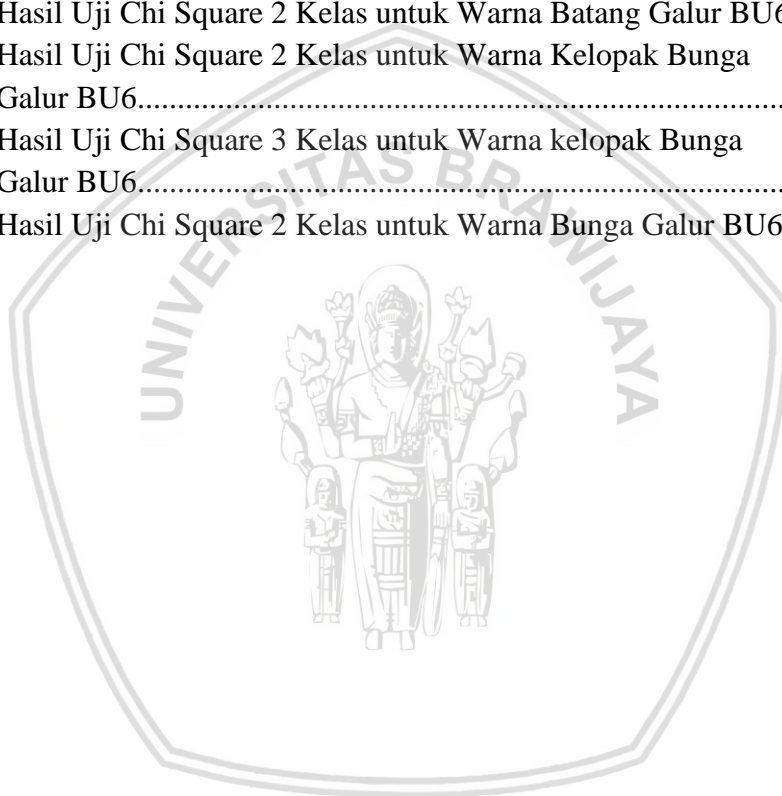 Hasil Uji Chi Square 2 Kelas untuk Warna Batang Galur BU6
Hasil Uji Chi Square 2 Kelas untuk Warna Kelopak Bunga
Galur BU6..................................................................................
Hasil Uji Chi Square 3 Kelas untuk Warna kelopak Bunga
Galur BU6..................................................................................
Hasil Uji Chi Square 2 Kelas untuk Warna Bunga Galur BU6
UNIVERSITAS BRAWIJAYA